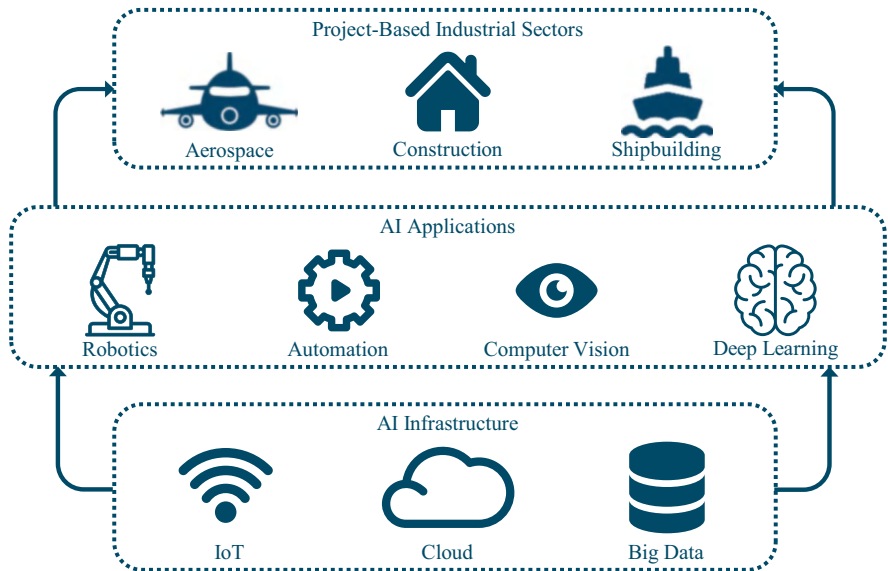 Project-Based Industrial Sectors
Aerospace
Construction
Shipbuilding
AI Applications
Robotics
Automation
Computer Vision
Deep Learning
AI Infrastructure
IoT
Cloud
Big Data